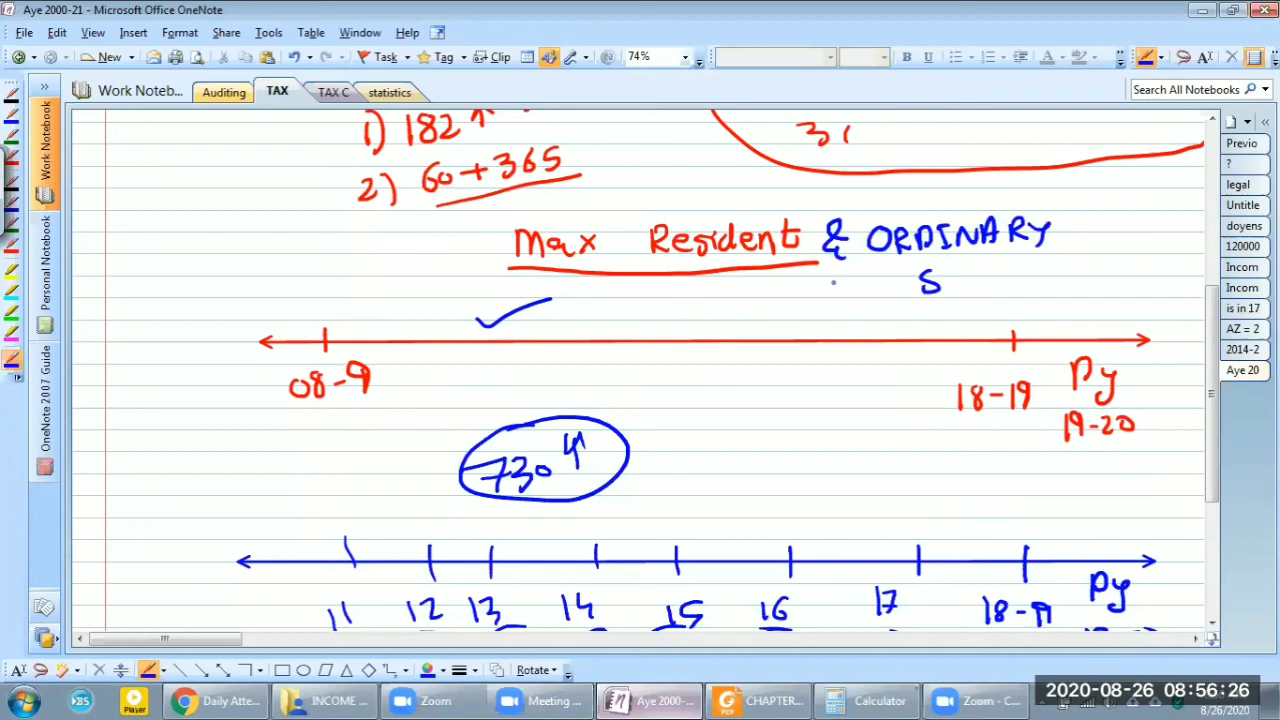 Aye 2000-21 - Microsoft Office OneNote
File Edit View Insert Format Share Tools Table Window Help
New Task Tag Clip 74% B U
Work Noteb... Auditing TAX TAX C statistics Search All Notebooks
Work Notebook
Personal Notebook
OneNote 2007 Guide
1) 182
2) 60 + 365
Max Resident & ORDINARY
S
08-9
18-19 Py
19-20
730
11 12 13 14 15 16 17 18-19 Py
Previo
?
legal
Untitle
doyens
120000
Incom
Incom
is in 17
AZ = 2
2014-2
Aye 20
Rotate
Player Daily Atte... INCOME Zoom Meeting ... Aye 2000-... CHAPTER... Calculator Zoom - C...
2020-08-26 08:56:26
8/26/2020